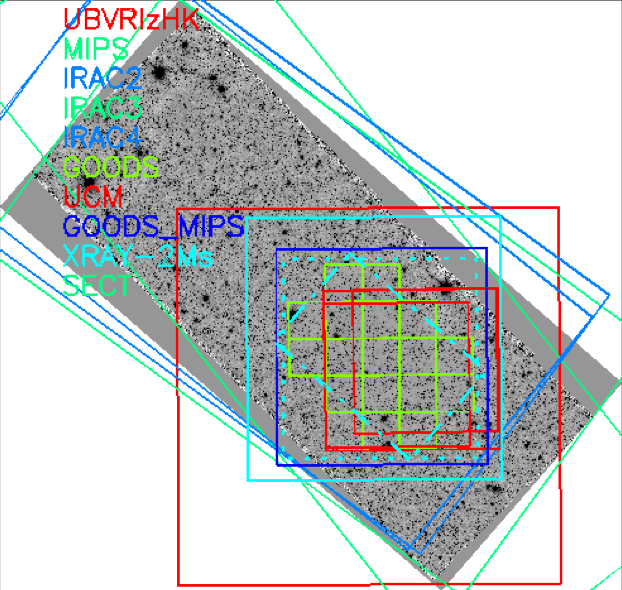 UBVRIzHK
MIPS
IRAC2
IRAC3
IRAC4
GOODS
UCM
GOODS_MIPS
XRAY-2Ms
SECT